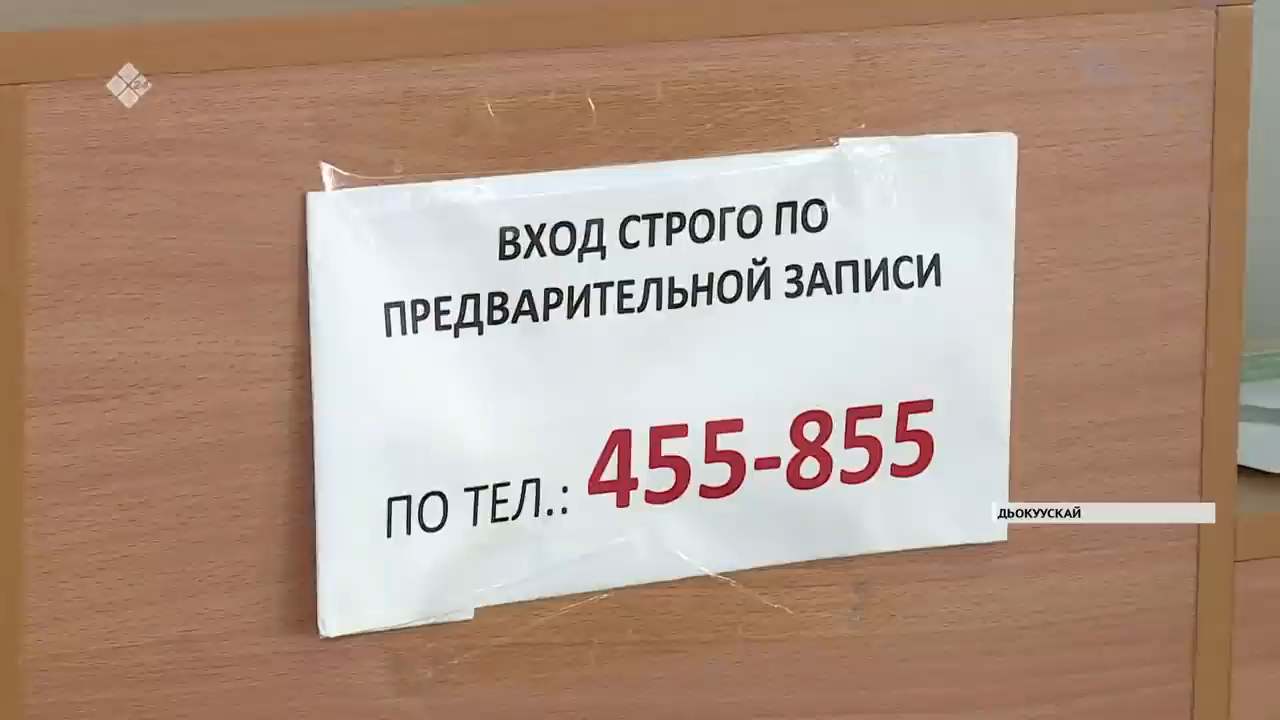 ВХОД СТРОГО ПО
ПРЕДВАРИТЕЛЬНОЙ ЗАПИСИ
ПО ТЕЛ.: 455-855
ДЬОКУУСКАЙ